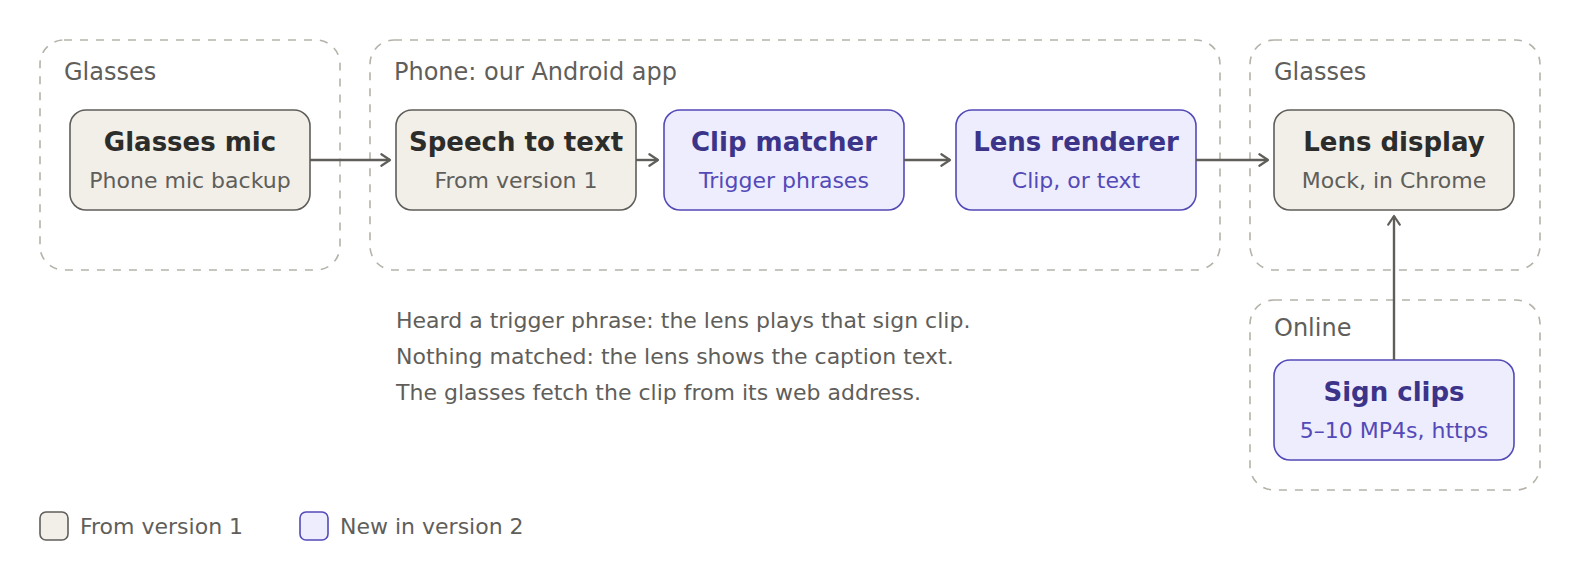 Glasses
Glasses mic
Phone mic backup
Phone: our Android app
Speech to text
From version 1
Clip matcher
Trigger phrases
Lens renderer
Clip, or text
Glasses
Lens display
Mock, in Chrome
Heard a trigger phrase: the lens plays that sign clip.
Nothing matched: the lens shows the caption text.
The glasses fetch the clip from its web address.
Online
Sign clips
5–10 MP4s, https
From version 1
New in version 2